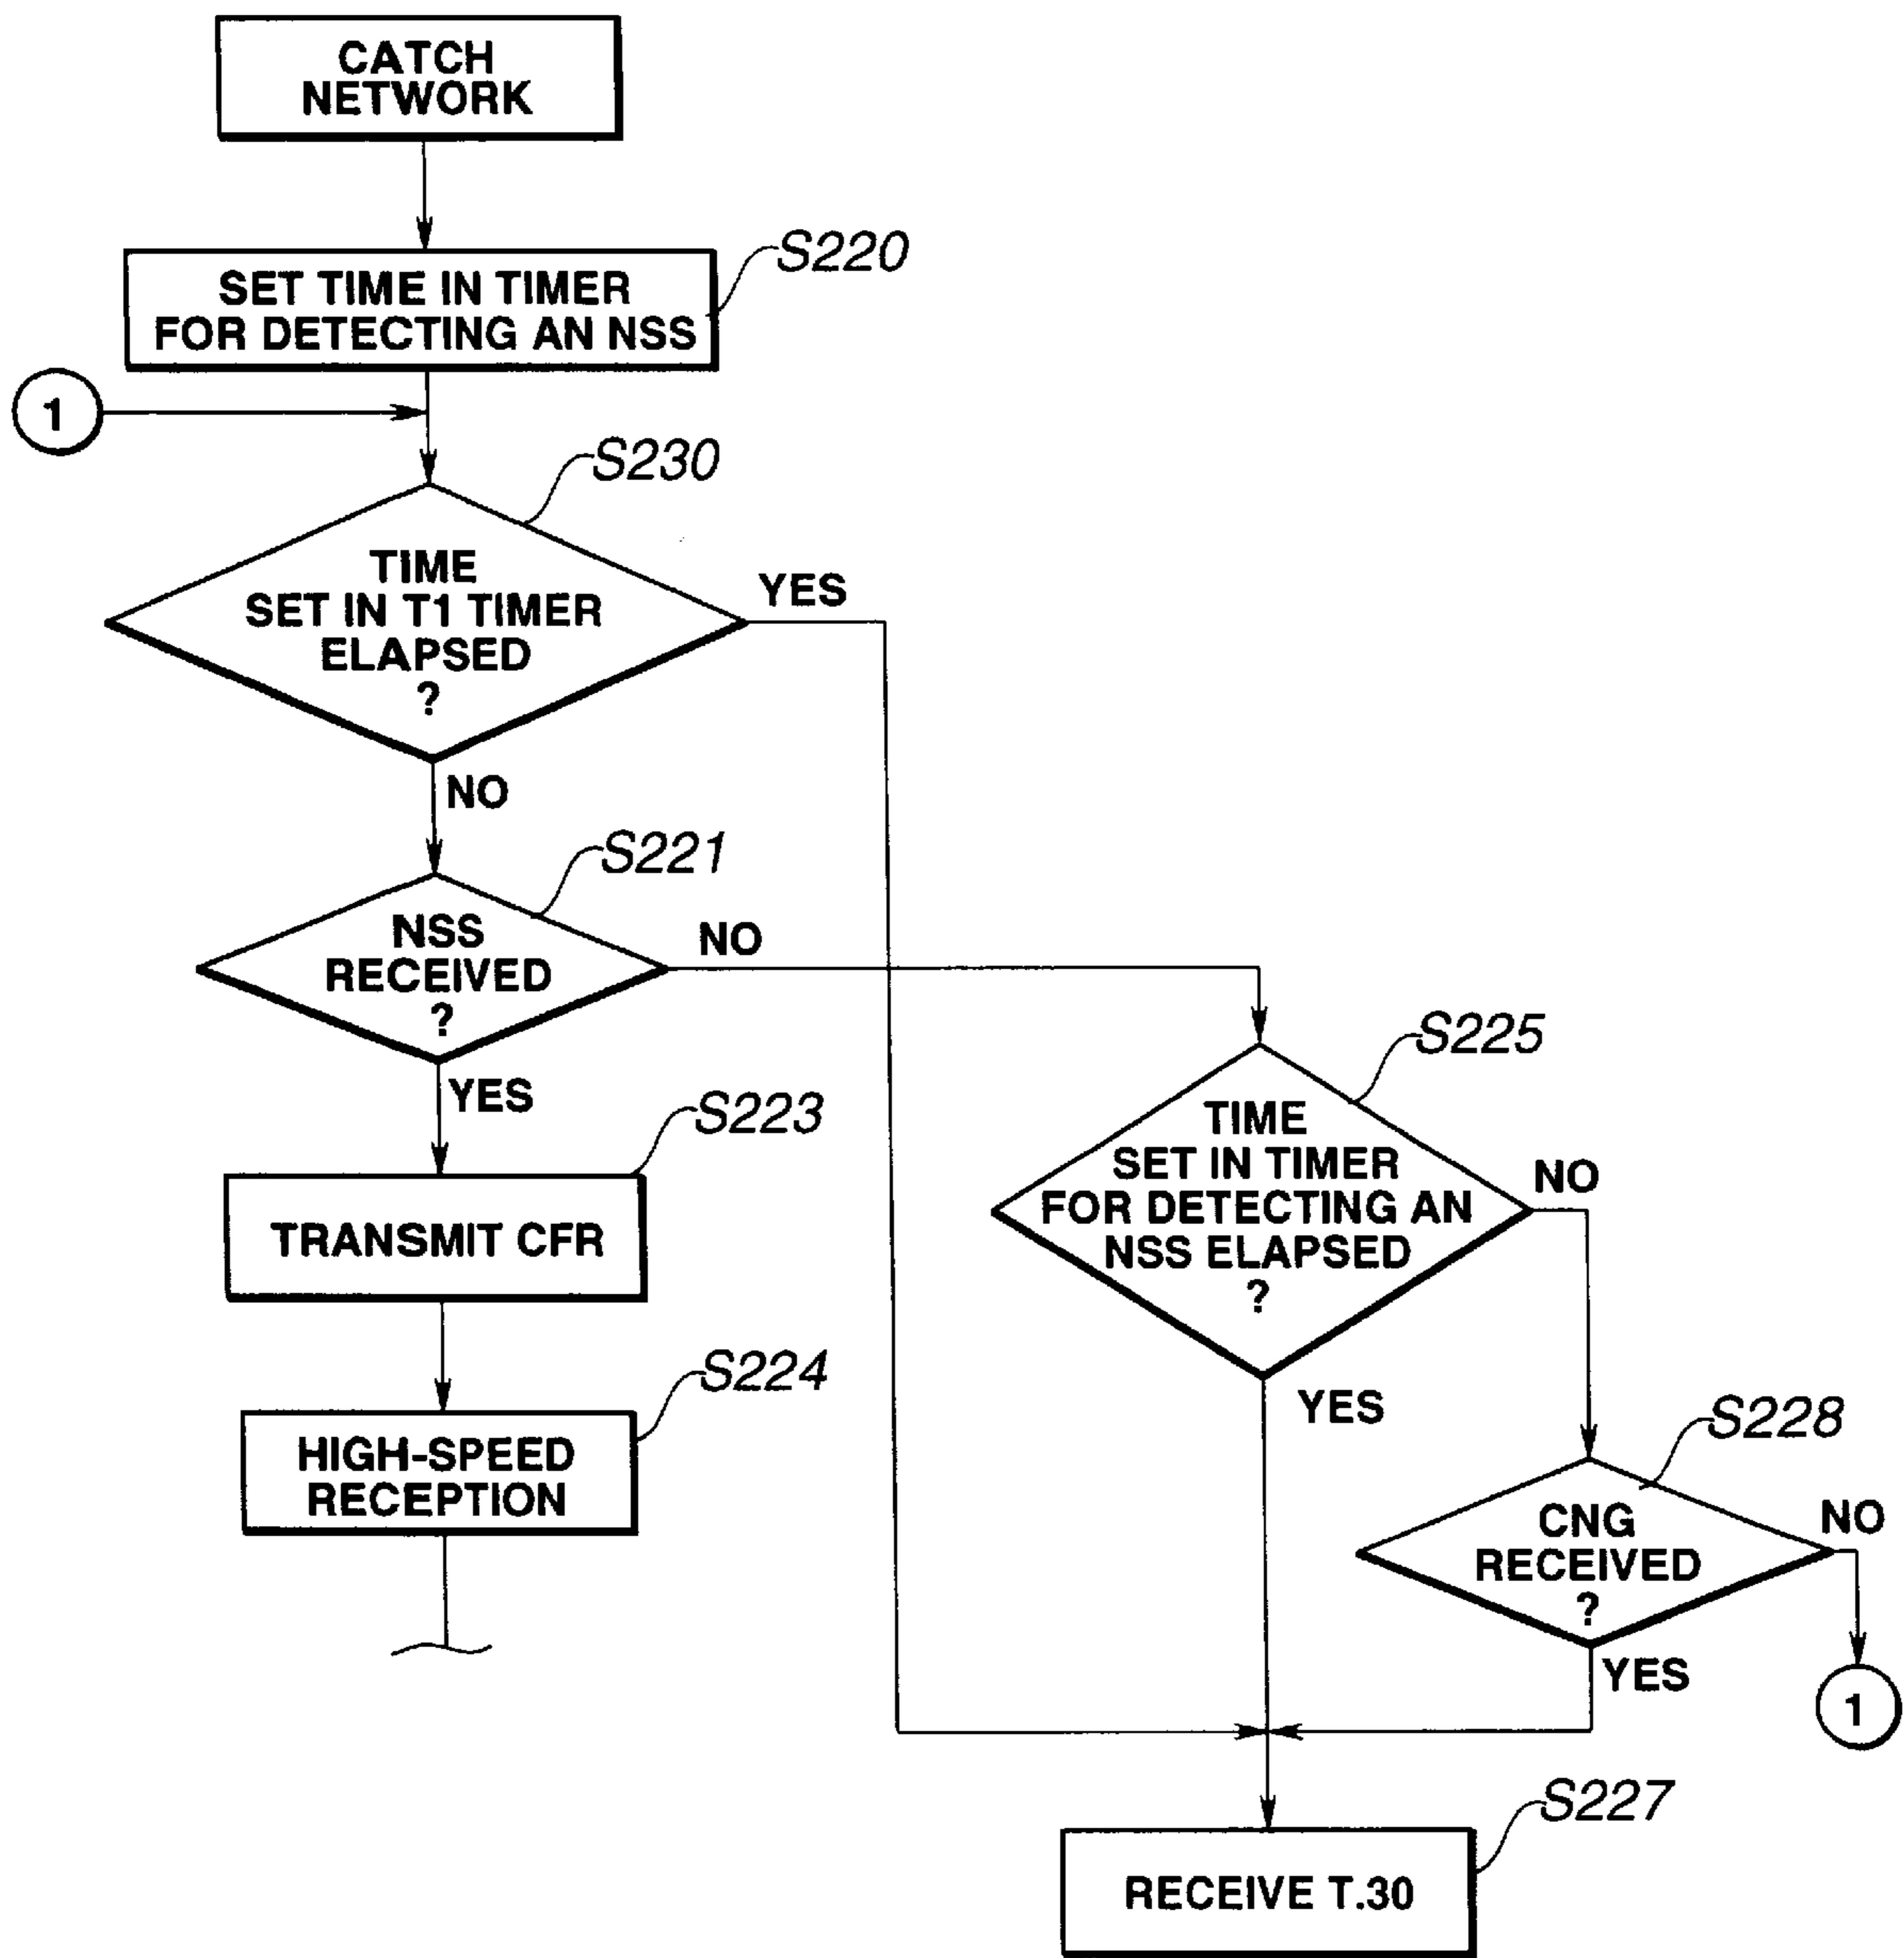 CATCH
NETWORK
S220
SET TIME IN TIMER
FOR DETECTING AN NSS
1
S230
TIME
SET IN T1 TIMER
ELAPSED
?
YES
NO
S221
NSS
RECEIVED
?
NO
YES
S223
TRANSMIT CFR
S224
HIGH-SPEED
RECEPTION
S225
TIME
SET IN TIMER
FOR DETECTING AN
NSS ELAPSED
?
NO
YES
S228
CNG
RECEIVED
?
NO
YES
1
S227
RECEIVE T.30